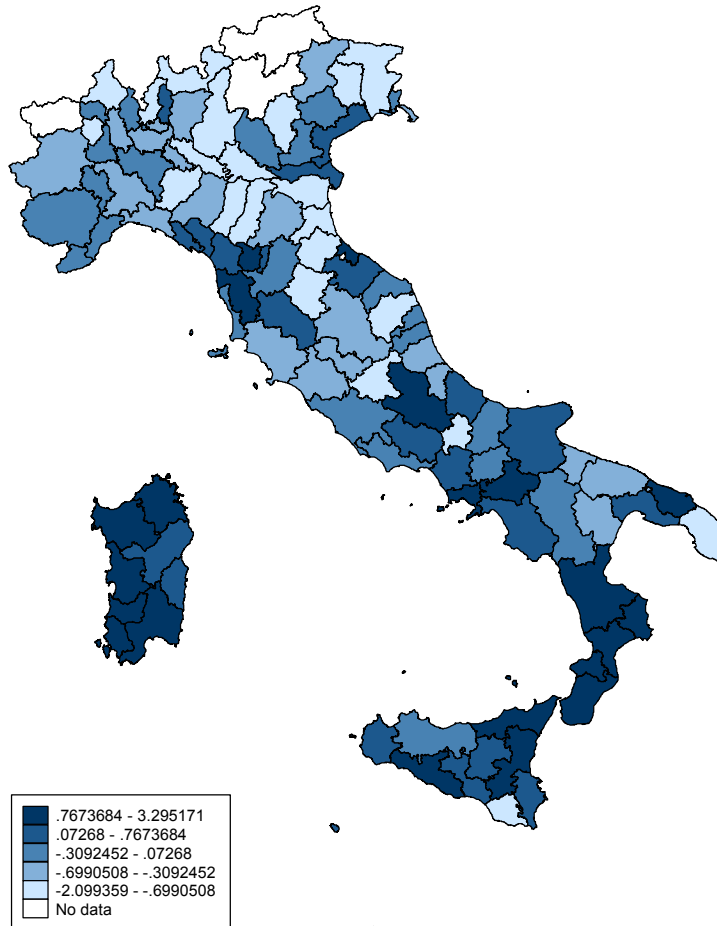 .7673684 - 3.295171
.07268 - .7673684
-.3092452 - .07268
-.6990508 - -.3092452
-2.099359 - -.6990508
No data